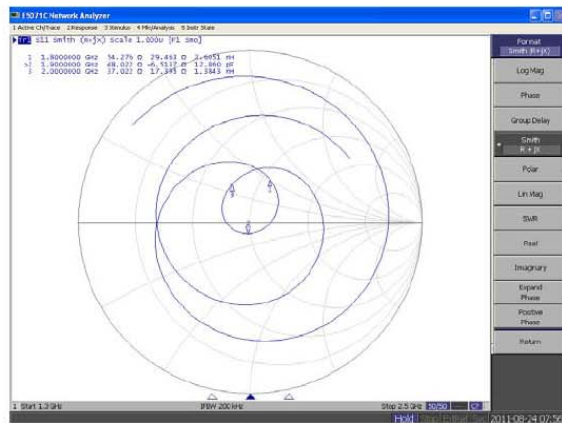 E5071C Network Analyzer
1 Active Ch/Trace 2 Response 3 Stimulus 4 Mkr/Analysis 5 Instr State
Tr1 S11 Smith (R+jX) Scale 1.000U [F1 Smo]
1 1.8000000 GHz 54.276 Ω 29.463 Ω 2.6051 nH
>2 1.9000000 GHz 48.022 Ω -6.5137 Ω 12.860 pF
3 2.0000000 GHz 37.022 Ω 17.395 Ω 1.3843 nH
Format
Smith (R+jX)
Log Mag
Phase
Group Delay
Smith
R + jX
Polar
Lin Mag
SWR
Real
Imaginary
Expand
Phase
Positive
Phase
Return
1 Start 1.3 GHz
IFBW 200 kHz
Stop 2.5 GHz
Hold
2011-08-24 07:56